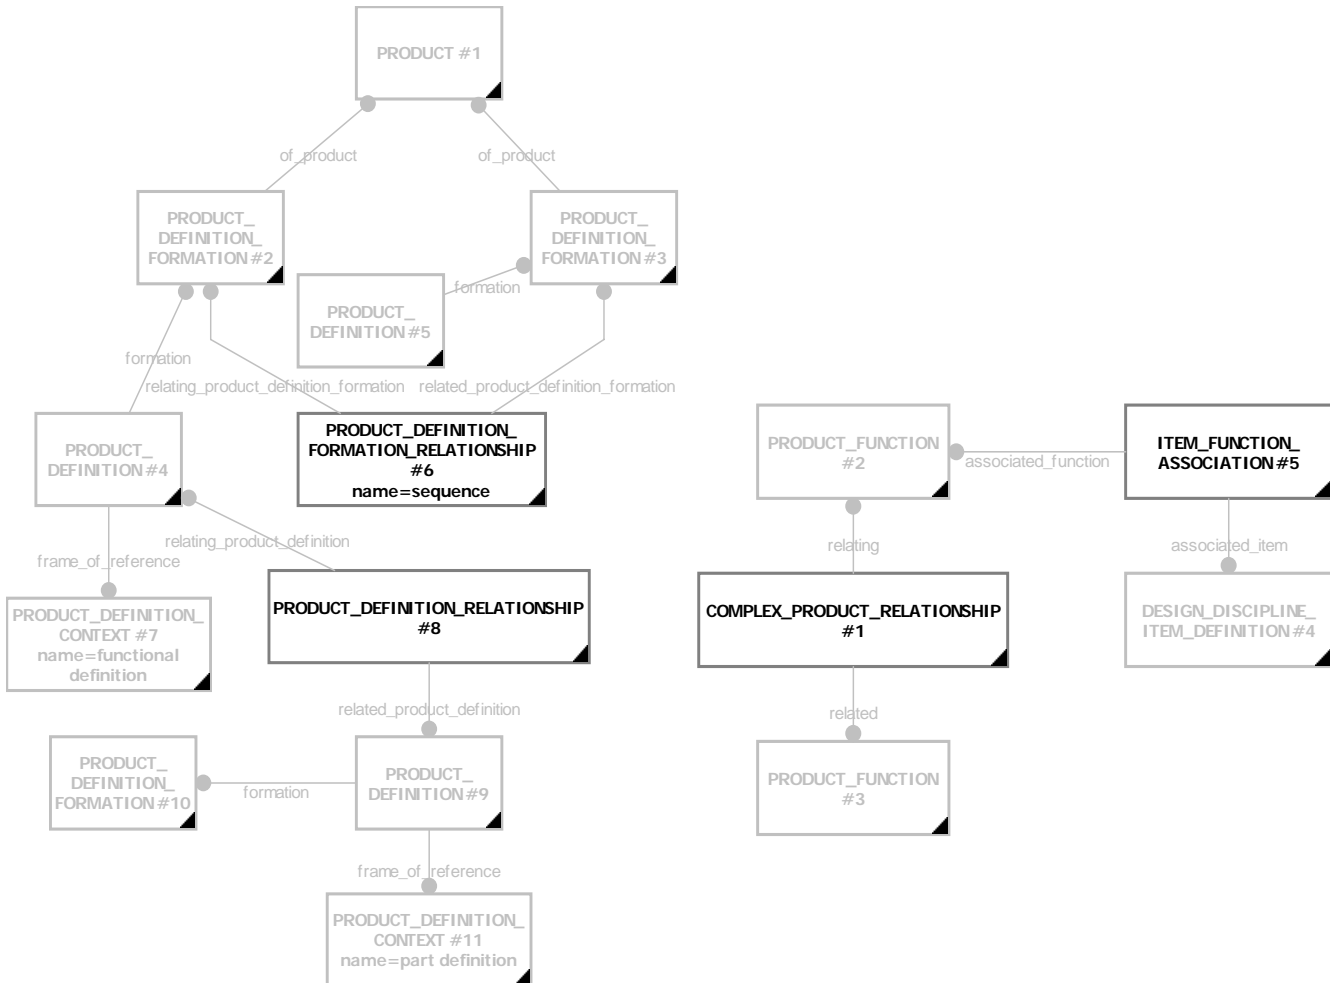 PRODUCT #1
of_product
of_product
PRODUCT_
DEFINITION_
FORMATION #2
PRODUCT_
DEFINITION_
FORMATION #3
formation
PRODUCT_
DEFINITION #5
formation
relating_product_definition_formation
related_product_definition_formation
PRODUCT_
DEFINITION #4
PRODUCT_DEFINITION_
FORMATION_RELATIONSHIP
#6
name=sequence
PRODUCT_FUNCTION
#2
associated_function
ITEM_FUNCTION_
ASSOCIATION #5
relating_product_definition
frame_of_reference
relating
associated_item
PRODUCT_DEFINITION_
CONTEXT #7
name=functional
definition
PRODUCT_DEFINITION_RELATIONSHIP
#8
COMPLEX_PRODUCT_RELATIONSHIP
#1
DESIGN_DISCIPLINE_
ITEM_DEFINITION #4
related_product_definition
related
PRODUCT_
DEFINITION_
FORMATION #10
formation
PRODUCT_
DEFINITION #9
PRODUCT_FUNCTION
#3
frame_of_reference
PRODUCT_DEFINITION_
CONTEXT #11
name=part definition